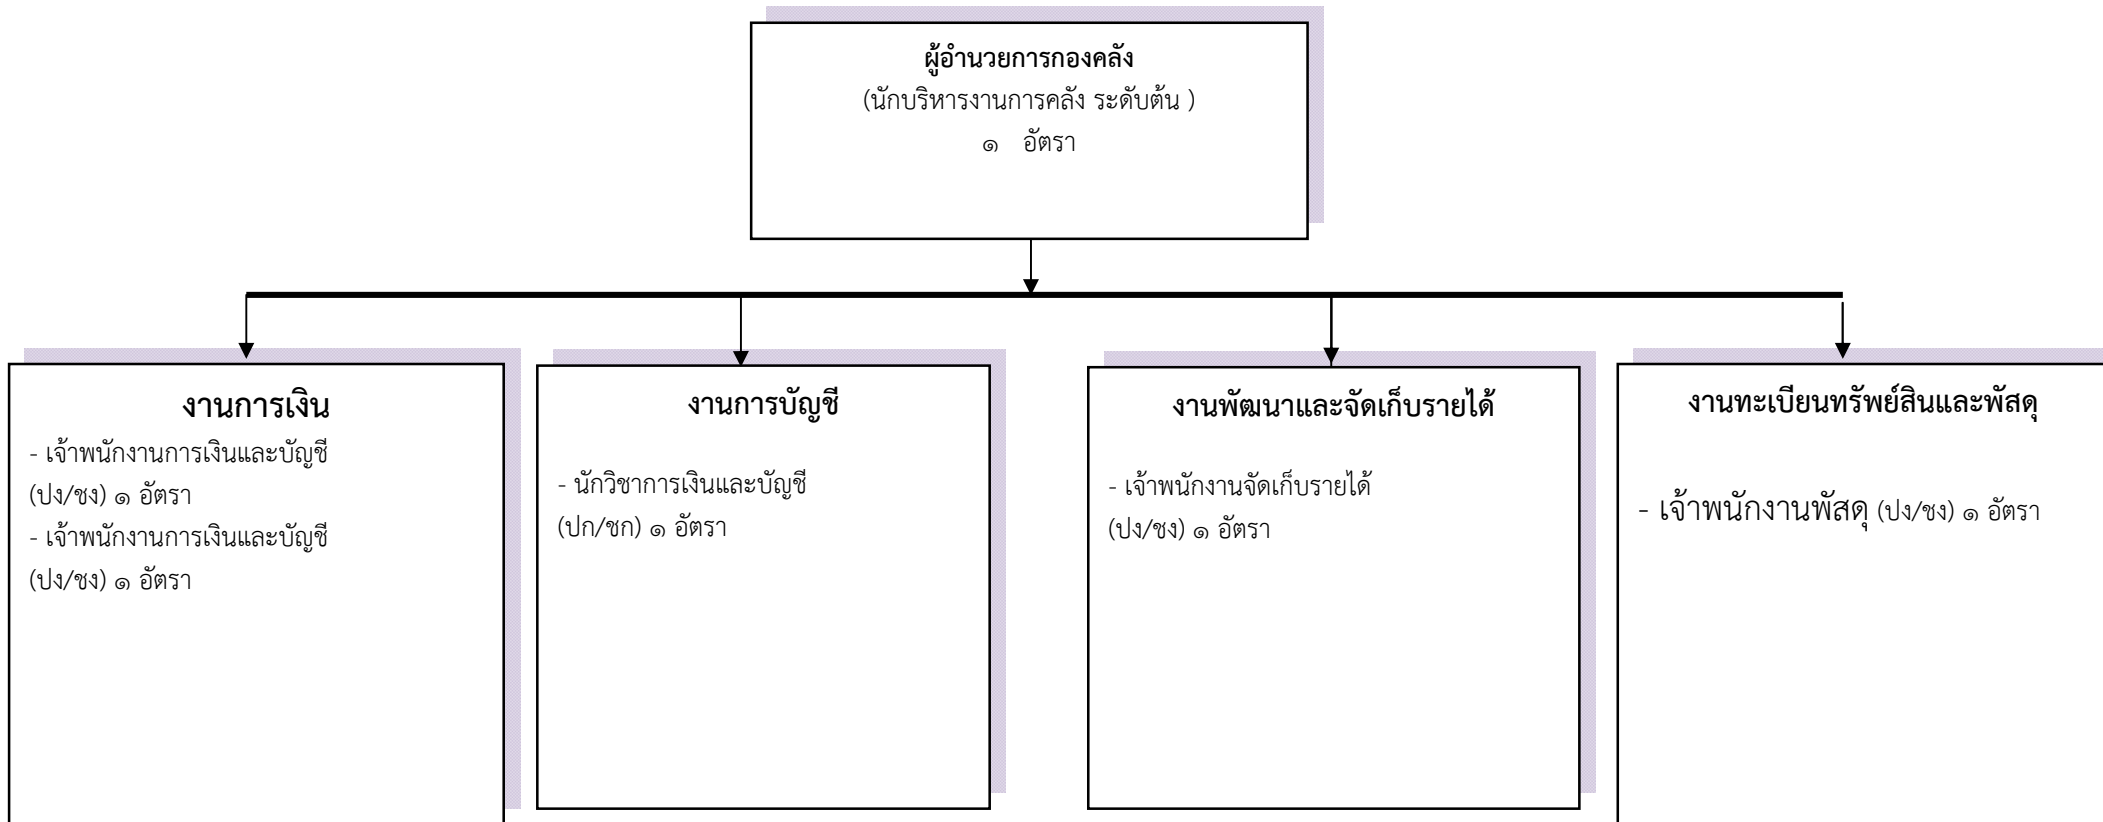 ผู้อำนวยการกองคลัง
(นักบริหารงานการคลัง ระดับต้น )
๑ อัตรา
งานการเงิน
- เจ้าพนักงานการเงินและบัญชี
(ปง/ชง) ๑ อัตรา
- เจ้าพนักงานการเงินและบัญชี
(ปง/ชง) ๑ อัตรา
งานการบัญชี
- นักวิชาการเงินและบัญชี
(ปก/ชก) ๑ อัตรา
งานพัฒนาและจัดเก็บรายได้
- เจ้าพนักงานจัดเก็บรายได้
(ปง/ชง) ๑ อัตรา
งานทะเบียนทรัพย์สินและพัสดุ
- เจ้าพนักงานพัสดุ (ปง/ชง) ๑ อัตรา